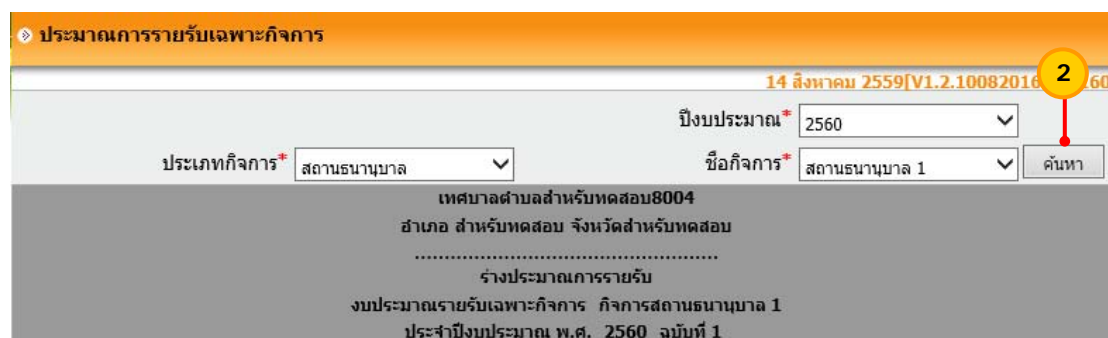 ประมาณการรายรับเฉพาะกิจการ
14 สิงหาคม 2559[V1.2.1008201 60
2
ปีงบประมาณ* 2560
ประเภทกิจการ* สถานธนานุบาล ชื่อกิจการ* สถานธนานุบาล 1 ค้นหา
เทศบาลตำบลสำหรับทดสอบ8004
อำเภอ สำหรับทดสอบ จังหวัดสำหรับทดสอบ
......................................................
ร่างประมาณการรายรับ
งบประมาณรายรับเฉพาะกิจการ กิจการสถานธนานุบาล 1
ประจำปีงบประมาณ พ.ศ. 2560 ฉบับที่ 1